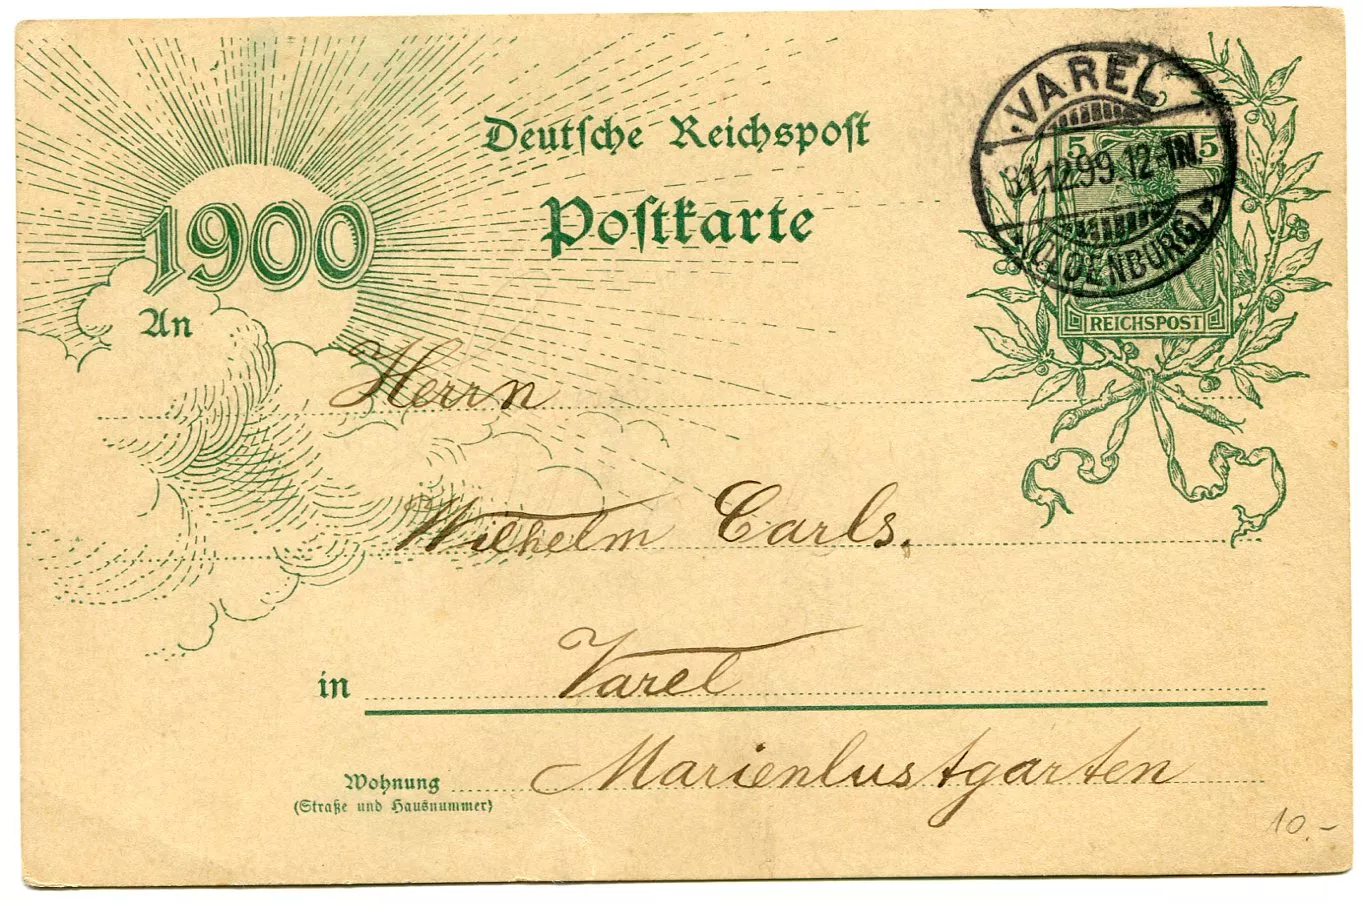 Deutsche Reichspost
Postkarte
1900
An
VAREL
31.12.99.12-1N.
(OLDENBURG)
5 5
REICHSPOST
Herrn
Wilhelm Carls.
in Varel
Wohnung Marienlustgarten
(Straße und Hausnummer)
10.-